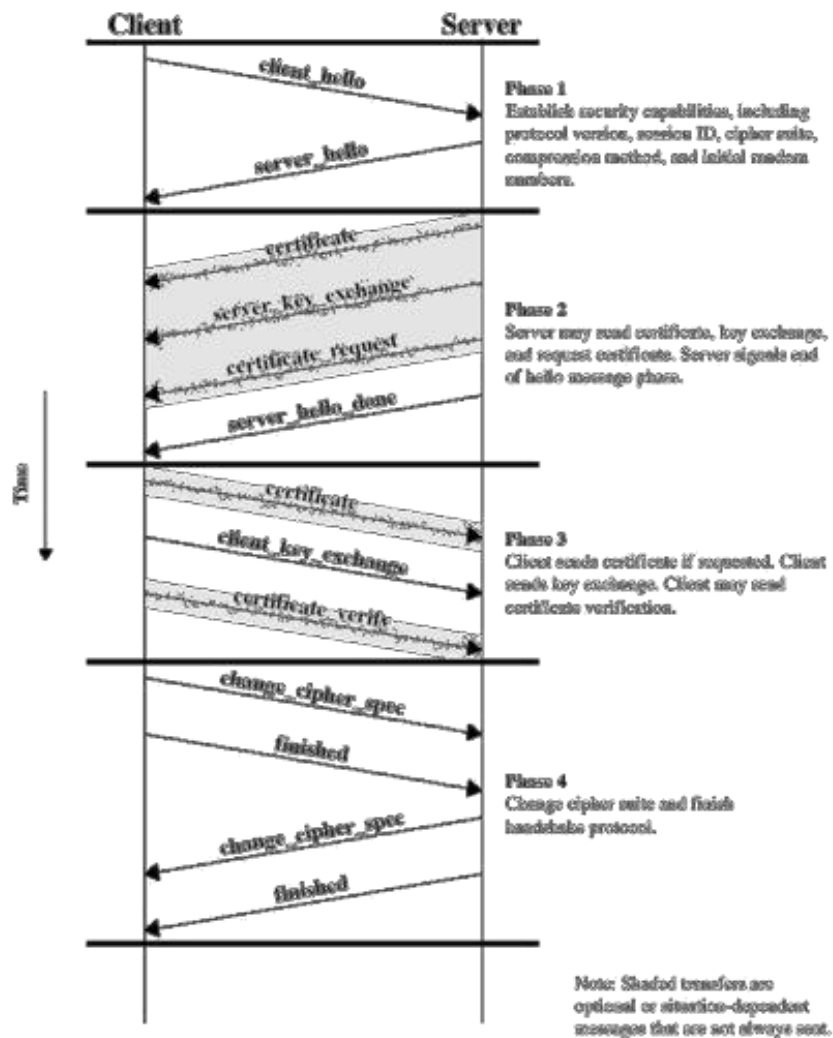 Client Server
client_hello
Phase 1
Establish security capabilities, including
protocol version, session ID, cipher suite,
compression method, and initial random
numbers.
server_hello
certificate
server_key_exchange
certificate_request
Phase 2
Server may send certificate, key exchange,
and request certificate. Server signals end
of hello message phase.
server_hello_done
Time
certificate
client_key_exchange
certificate_verify
Phase 3
Client sends certificate if requested. Client
sends key exchange. Client may send
certificate verification.
change_cipher_spec
finished
change_cipher_spec
finished
Phase 4
Change cipher suite and finish
handshake protocol.
Note: Shaded transfers are
optional or situation-dependent
messages that are not always sent.